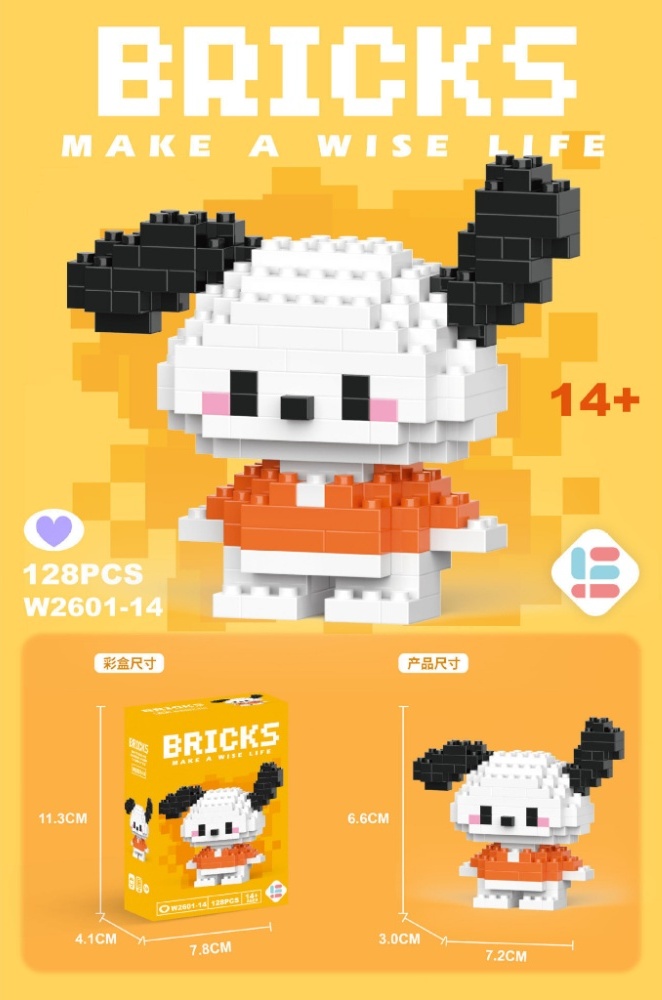 BRICKS
MAKE A WISE LIFE
14+
128PCS
W2601-14
彩盒尺寸
产品尺寸
BRICKS
MAKE A WISE LIFE
BRICKS
11.3CM
6.6CM
W2601-14 128PCS 14+
4.1CM
7.8CM
3.0CM
7.2CM